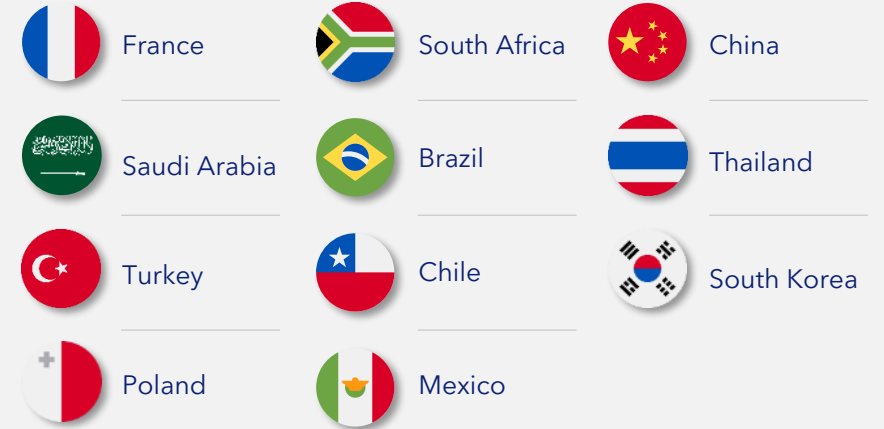 France
South Africa
China
Saudi Arabia
Brazil
Thailand
Turkey
Chile
South Korea
Poland
Mexico